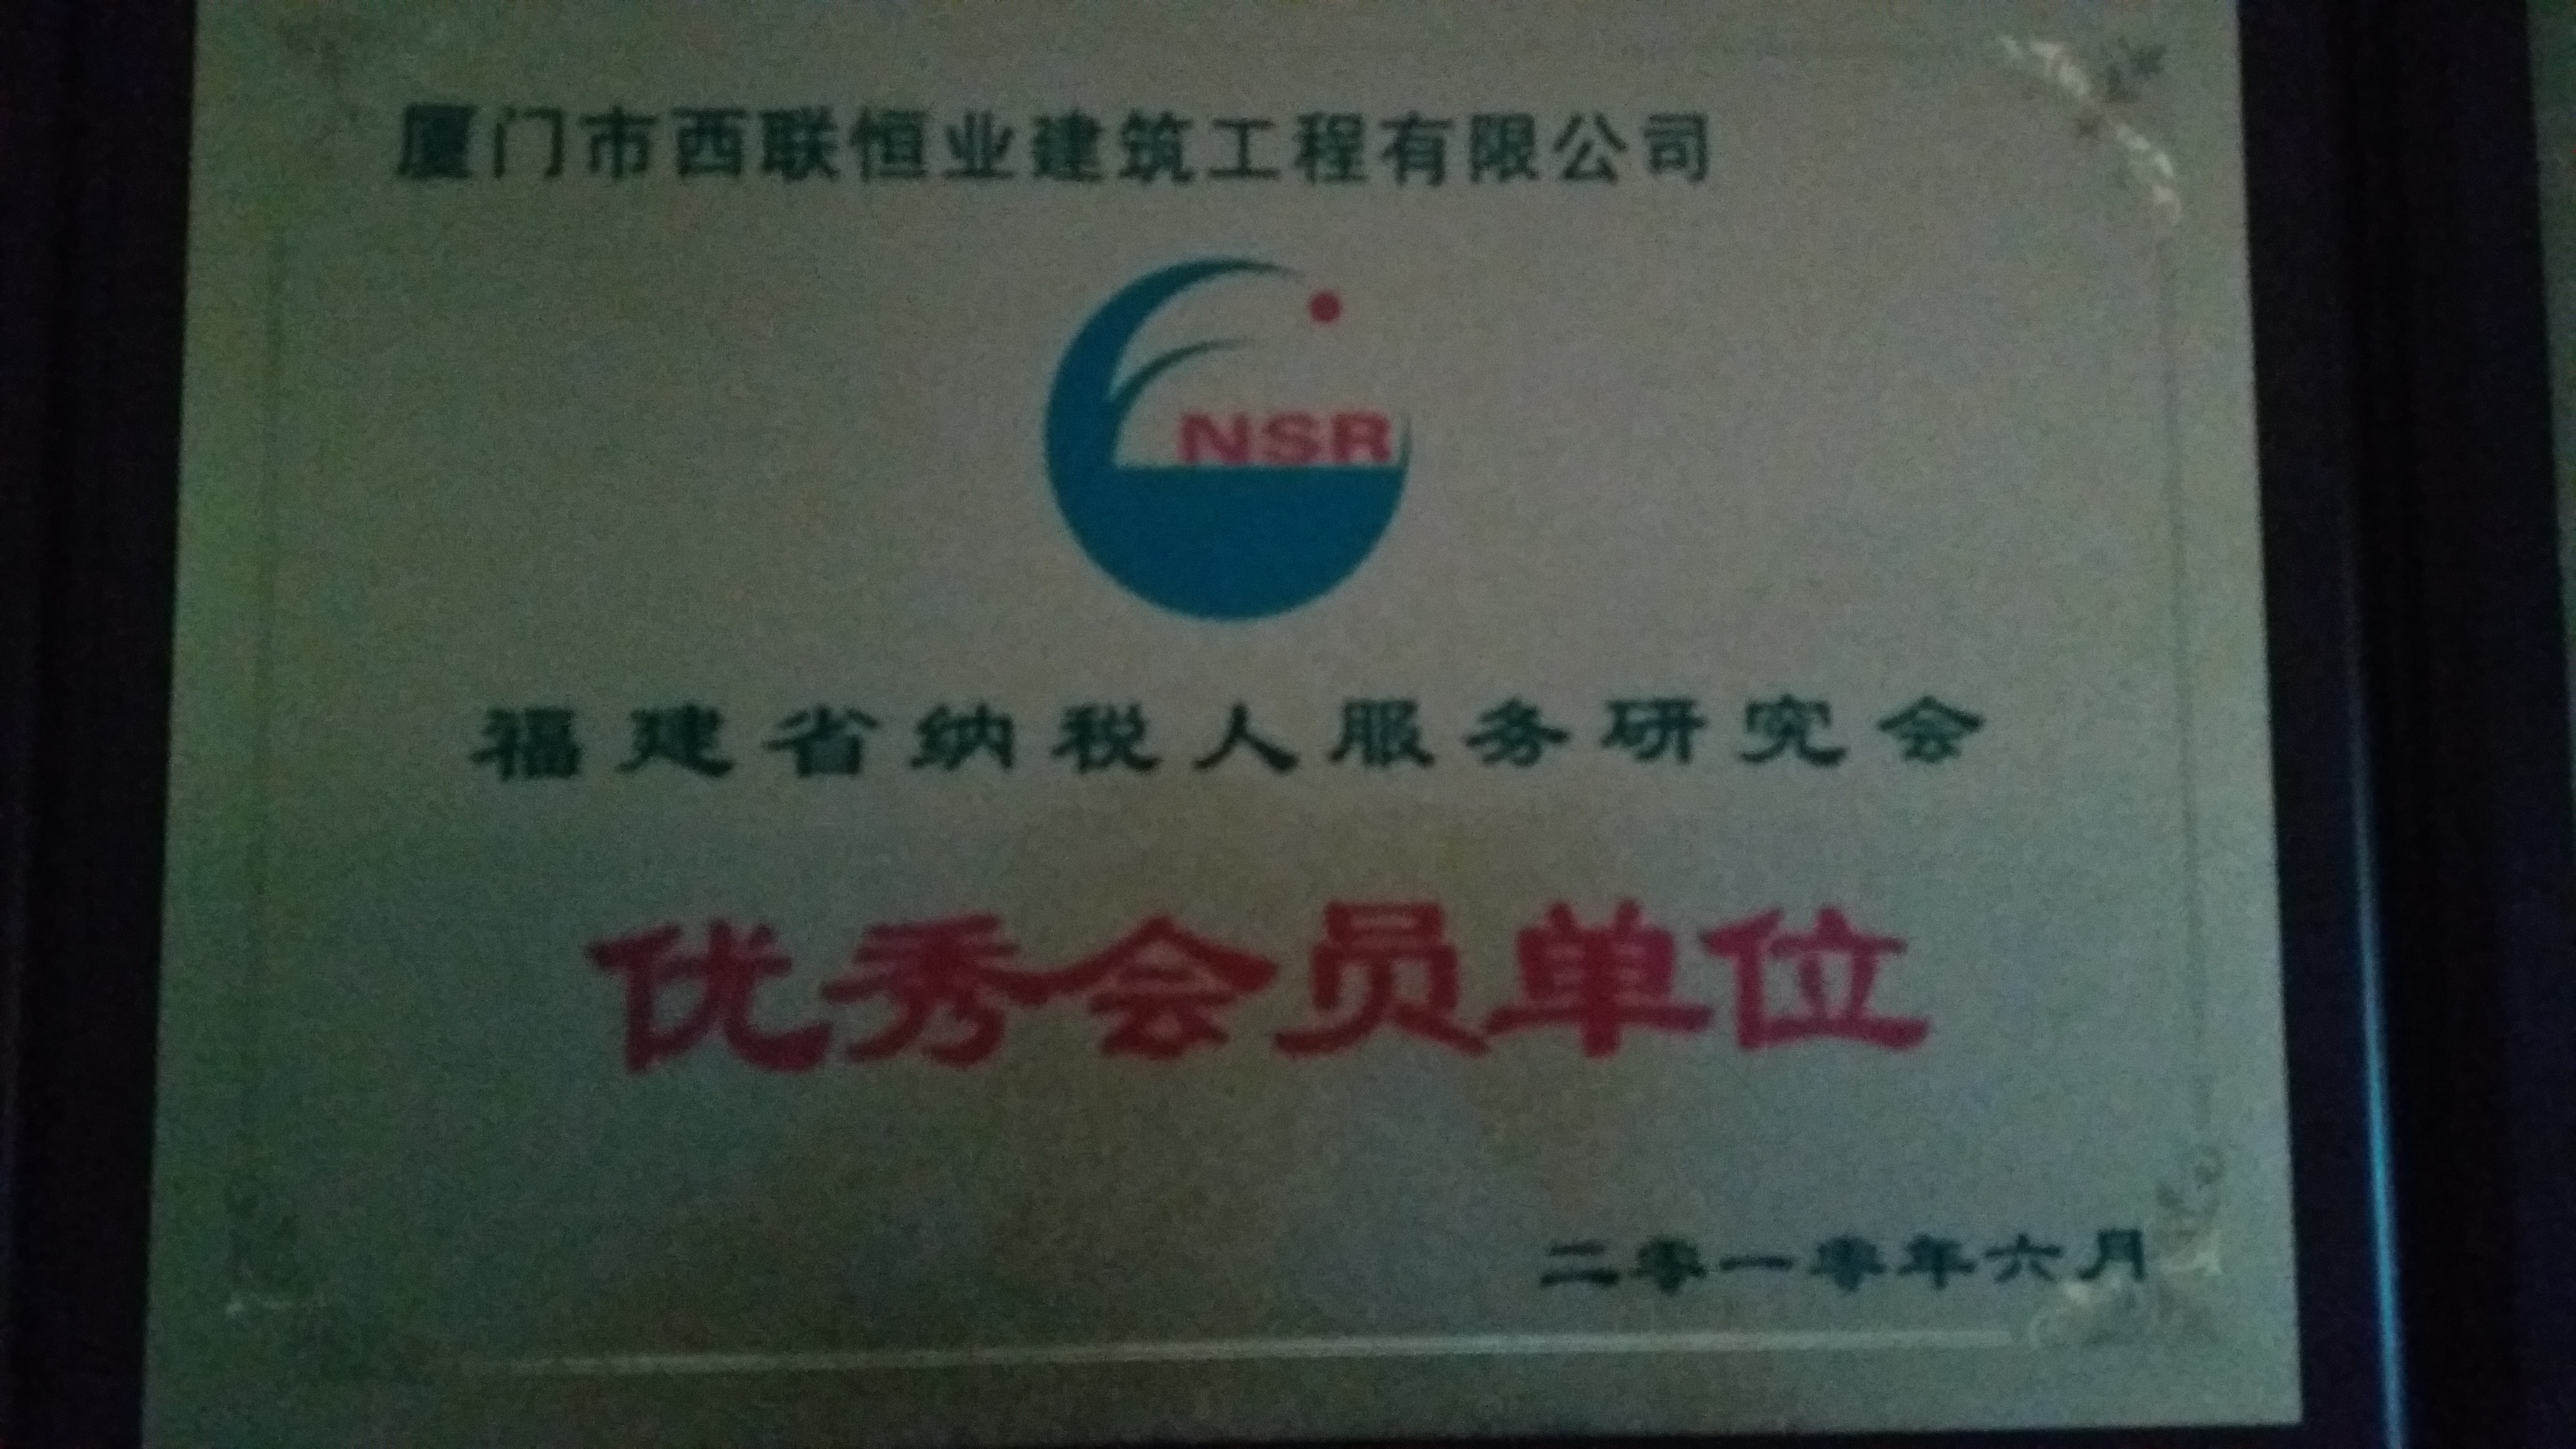 厦门市西联恒业建筑工程有限公司
NSR
福建省纳税人服务研究会
优秀会员单位
二零一零年六月